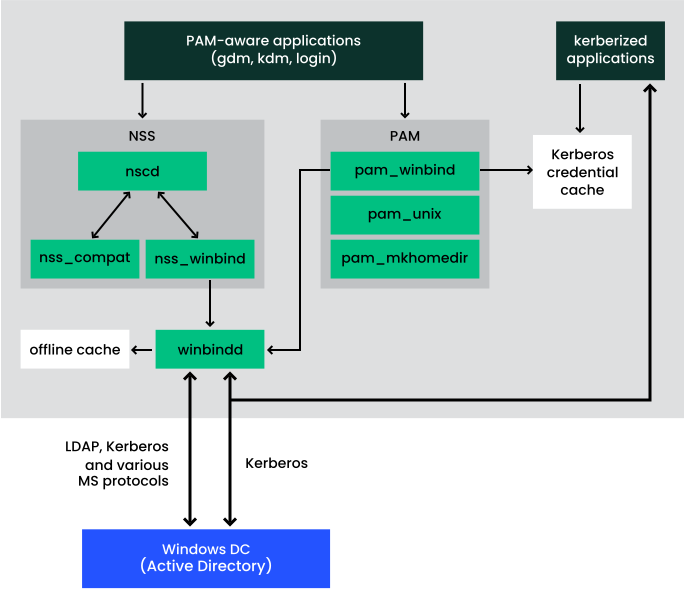 PAM-aware applications
(gdm, kdm, login)
kerberized
applications
NSS
PAM
nscd
pam_winbind
Kerberos
credential
cache
pam_unix
nss_compat
nss_winbind
pam_mkhomedir
offline cache
winbindd
LDAP, Kerberos
and various
MS protocols
Kerberos
Windows DC
(Active Directory)